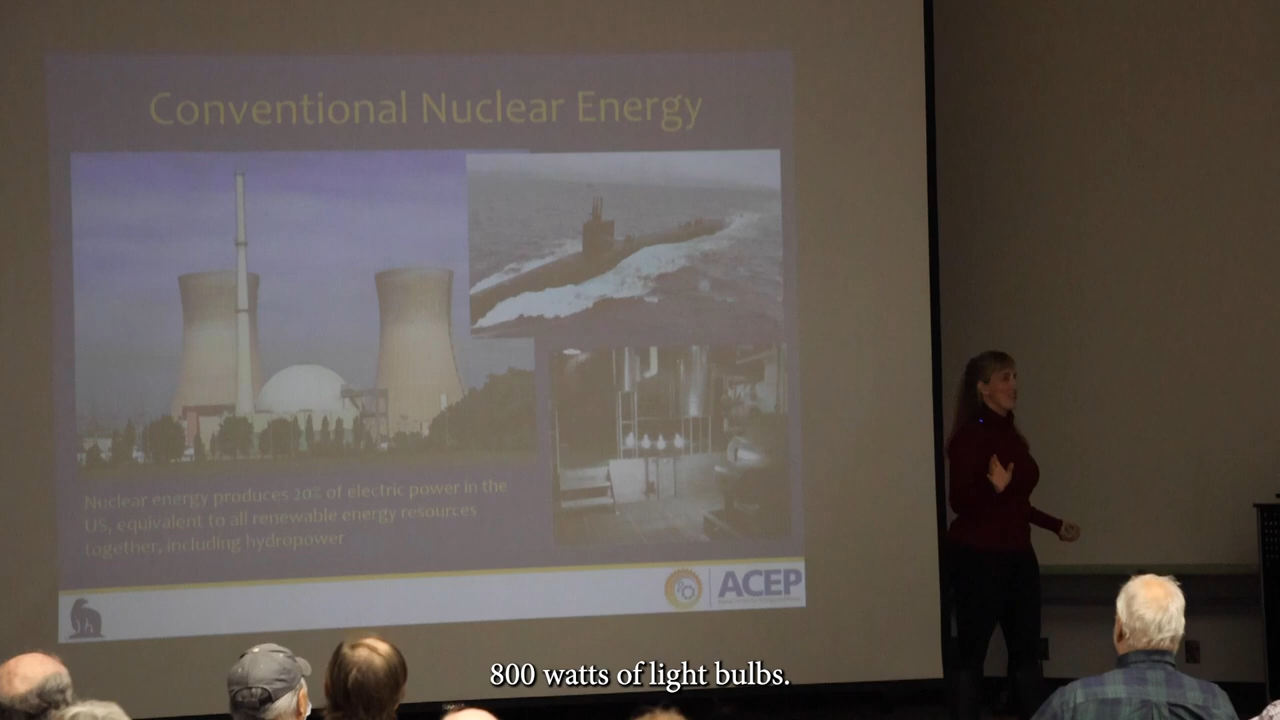 Conventional Nuclear Energy
Nuclear energy produces 20% of electric power in the
US, equivalent to all renewable energy resources
together, including hydropower
ACEP
800 watts of light bulbs.